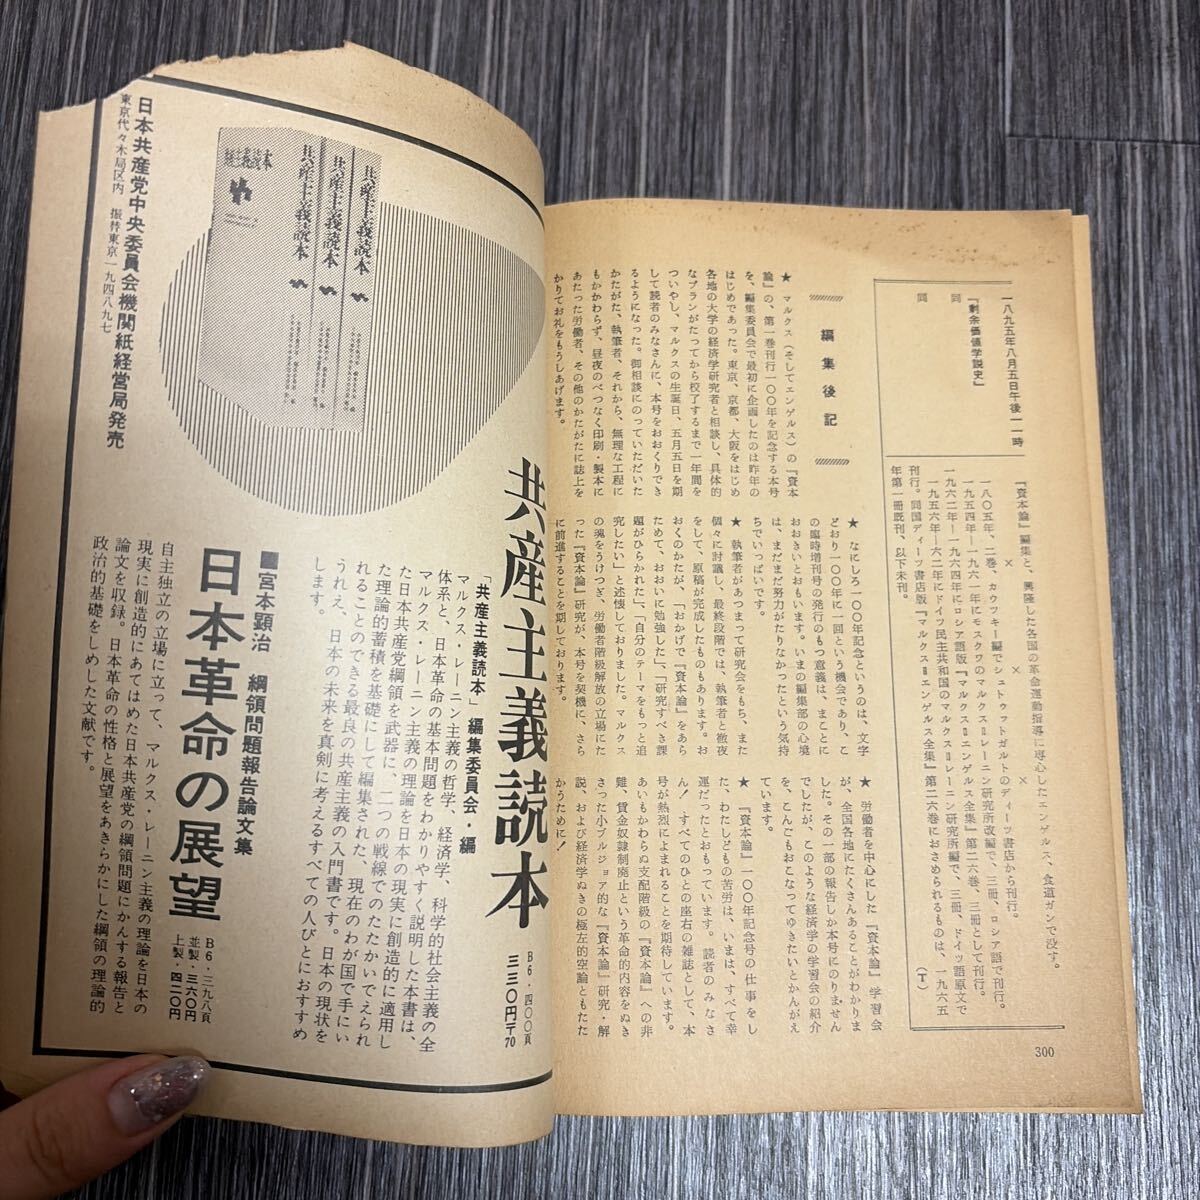 一八九五年八月五日午後一一時
『資本論』編集と、興隆した各国の革命運動指導に専心したエンゲルス、食道ガンで没す。
×　×　×
『剰余価値学説史』
一八〇五年、二巻、カウツキー編でシュトゥットガルトのディーツ書店から刊行。
同
一九五四年―一九六一年にモスクワのマルクス=レーニン研究所改編で、三冊、ロシア語で刊行。
一九六二年―一九六四年にロシア語版『マルクス=エンゲルス全集』第二六巻、三冊として刊行。
同
一九五六年―六二年にドイツ民主共和国のマルクス=レーニン研究所編で、三冊、ドイツ語原文で
刊行。同国ディーツ書店版『マルクス=エンゲルス全集』第二六巻におさめられるものは、一九六五
年第一冊既刊、以下未刊。
（T）
編集後記
★　マルクス（そしてエンゲルス）の『資本
論』の、第一巻刊行一〇〇年を記念する本号
を、編集委員会で最初に企画したのは昨年の
はじめであった。東京、京都、大阪をはじめ
各地の大学の経済学研究者と相談し、具体的
なプランがたってから校了するまで一年間を
ついやし、マルクスの生誕日、五月五日を期
して読者のみなさんに、本号をおおくりでき
るようになった。御相談にのっていただいた
かたがた、執筆者、それから、無理な工程に
もかかわらず、昼夜のべつなく印刷・製本に
あたった労働者、その他のかたがたに誌上を
かりてお礼をもうしあげます。
★　なにしろ一〇〇年記念というのは、文字
どおり一〇〇年に一回という機会であり、こ
の臨時増刊号の発行のもつ意義は、まことに
おおきいとおもいます。いまの編集部の心境
は、まだまだ努力がたりなかったという気持
ちでいっぱいです。
★　執筆者があつまって研究会をもち、また
個々に討議し、最終段階では、執筆者と徹夜
をして、原稿が完成したものもあります。お
おくのかたが、「おかげで『資本論』をあら
ためて、おおいに勉強した」、「研究すべき課
題がひらかれた」、「自分のテーマをもっと追
究したい」と述懐しておりました。マルクス
の魂をうけつぎ、労働者階級解放の立場にた
った『資本論』研究が、本号を契機に、さら
に前進することを期しております。
★　労働者を中心にした『資本論』学習会
が、全国各地にたくさんあることがわかりま
した。その一部の報告しか本号にのりません
でしたが、このような経済学の学習会の紹介
を、こんごもおこなってゆきたいとかんがえ
ています。
★　『資本論』一〇〇年記念号の仕事をし
た、わたしどもの苦労は、いまは、すべて幸
運だったとおもっています。読者のみなさ
ん！　すべてのひとの座右の雑誌として、本
号が熱烈によまれることを期待しています。
あいもかわらぬ支配階級の『資本論』への非
難、賃金奴隷制廃止という革命的内容をぬき
さった小ブルジョア的な『資本論』研究・解
説、および経済学ぬきの極左的空論ともたた
かうために！
300
共産主義読本
B6・四〇〇頁
三三〇円〒70
「共産主義読本」編集委員会・編
マルクス・レーニン主義の哲学、経済学、科学的社会主義の全
体系と、日本革命の基本問題をわかりやすく説明した本書は、
マルクス・レーニン主義の理論を日本の現実に創造的に適用し
た日本共産党綱領を武器に、二つの戦線でのたたかいでえられ
た理論的蓄積を基礎にして編集された、現在のわが国で手にい
れることのできる最良の共産主義の入門書です。日本の現状を
うれえ、日本の未来を真剣に考えるすべての人びとにおすすめ
します。
■宮本顕治　綱領問題報告論文集
日本革命の展望
B6・三九八頁
並製・三六〇円
上製・四二〇円
自主独立の立場に立って、マルクス・レーニン主義の理論を日本の
現実に創造的にあてはめた日本共産党の綱領問題にかんする報告と
論文を収録。日本革命の性格と展望をあきらかにした綱領の理論的
政治的基礎をしめした文献です。
共産主義読本
共産主義読本
共産主義読本
主義読本
日本共産党中央委員会機関紙経営局発売
東京代々木局区内　振替東京一九四八九七